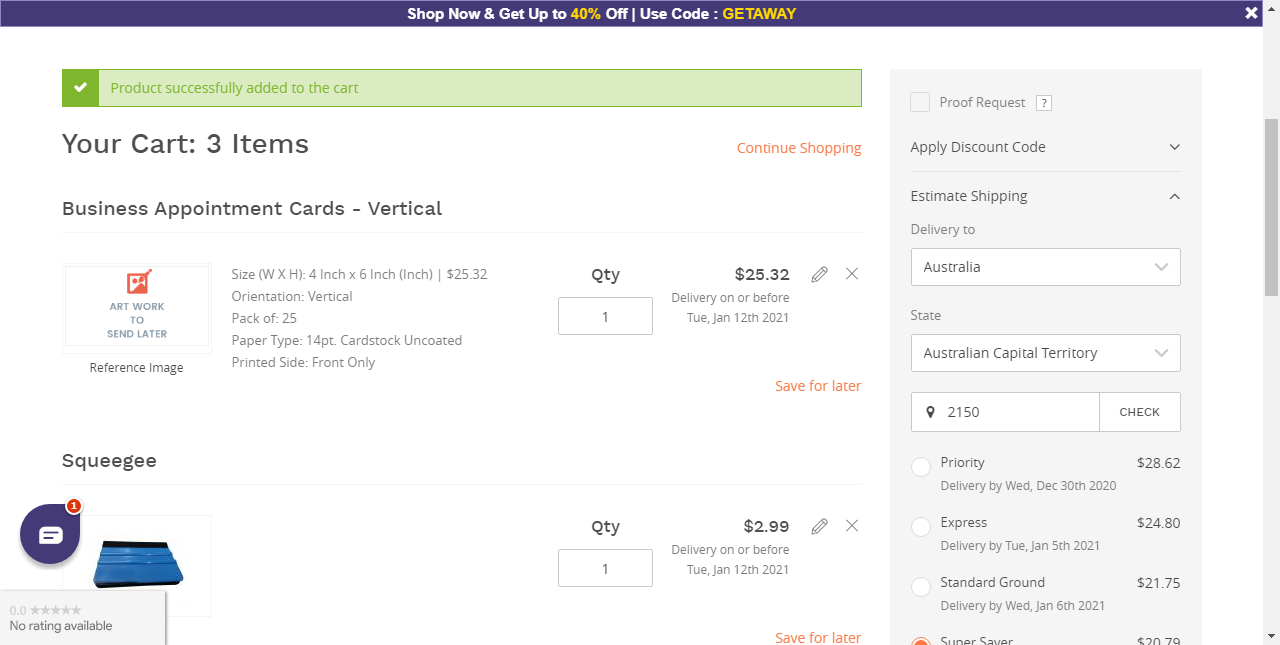 Shop Now & Get Up to 40% Off | Use Code : GETAWAY
Product successfully added to the cart
Your Cart: 3 Items
Continue Shopping
Business Appointment Cards - Vertical
ART WORK
TO
SEND LATER
Reference Image
Size (W X H): 4 Inch x 6 Inch (Inch) | $25.32
Orientation: Vertical
Pack of: 25
Paper Type: 14pt. Cardstock Uncoated
Printed Side: Front Only
Qty
1
$25.32
Delivery on or before
Tue, Jan 12th 2021
Save for later
Squeegee
Qty
1
$2.99
Delivery on or before
Tue, Jan 12th 2021
Save for later
1
0.0 ★★★★★
No rating available
Proof Request ?
Apply Discount Code
Estimate Shipping
Delivery to
Australia
State
Australian Capital Territory
2150 CHECK
Priority $28.62
Delivery by Wed, Dec 30th 2020
Express $24.80
Delivery by Tue, Jan 5th 2021
Standard Ground $21.75
Delivery by Wed, Jan 6th 2021
Super Saver $20.79